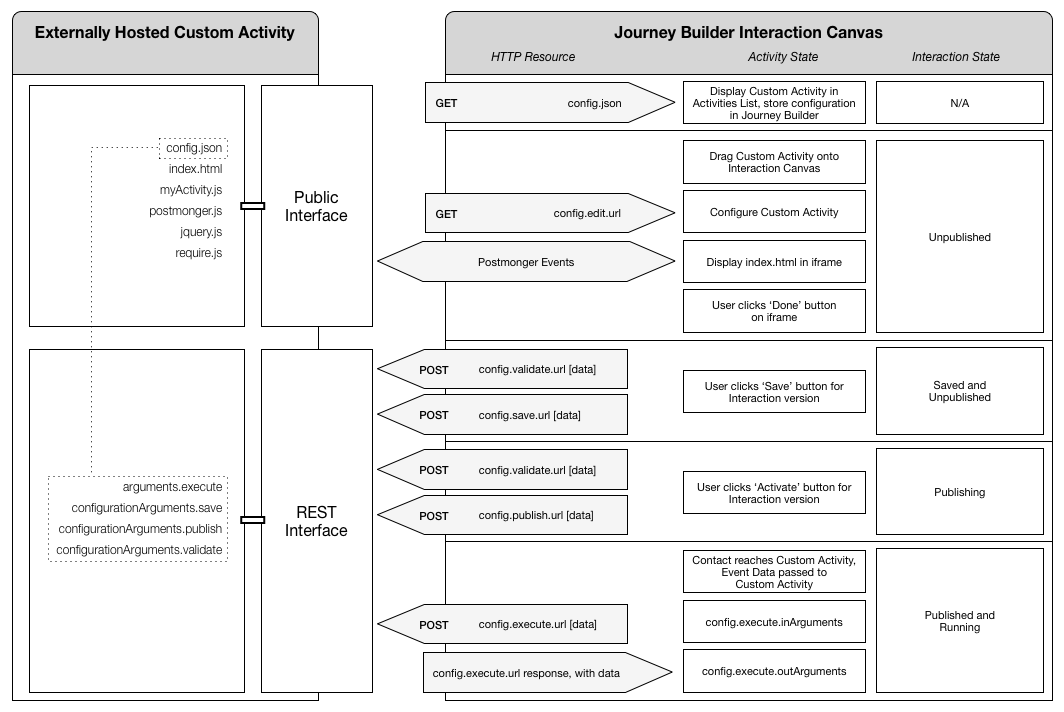 Externally Hosted Custom Activity
config.json
index.html
myActivity.js
postmonger.js
jquery.js
require.js
Public
Interface
arguments.execute
configurationArguments.save
configurationArguments.publish
configurationArguments.validate
REST
Interface
Journey Builder Interaction Canvas
HTTP Resource
Activity State
Interaction State
GET config.json
Display Custom Activity in
Activities List, store configuration
in Journey Builder
N/A
Drag Custom Activity onto
Interaction Canvas
GET config.edit.url
Configure Custom Activity
Unpublished
Postmonger Events
Display index.html in iframe
User clicks ‘Done’ button
on iframe
POST config.validate.url [data]
POST config.save.url [data]
User clicks ‘Save’ button for
Interaction version
Saved and
Unpublished
POST config.validate.url [data]
POST config.publish.url [data]
User clicks ‘Activate’ button for
Interaction version
Publishing
Contact reaches Custom Activity,
Event Data passed to
Custom Activity
POST config.execute.url [data]
config.execute.inArguments
Published and
Running
config.execute.url response, with data
config.execute.outArguments